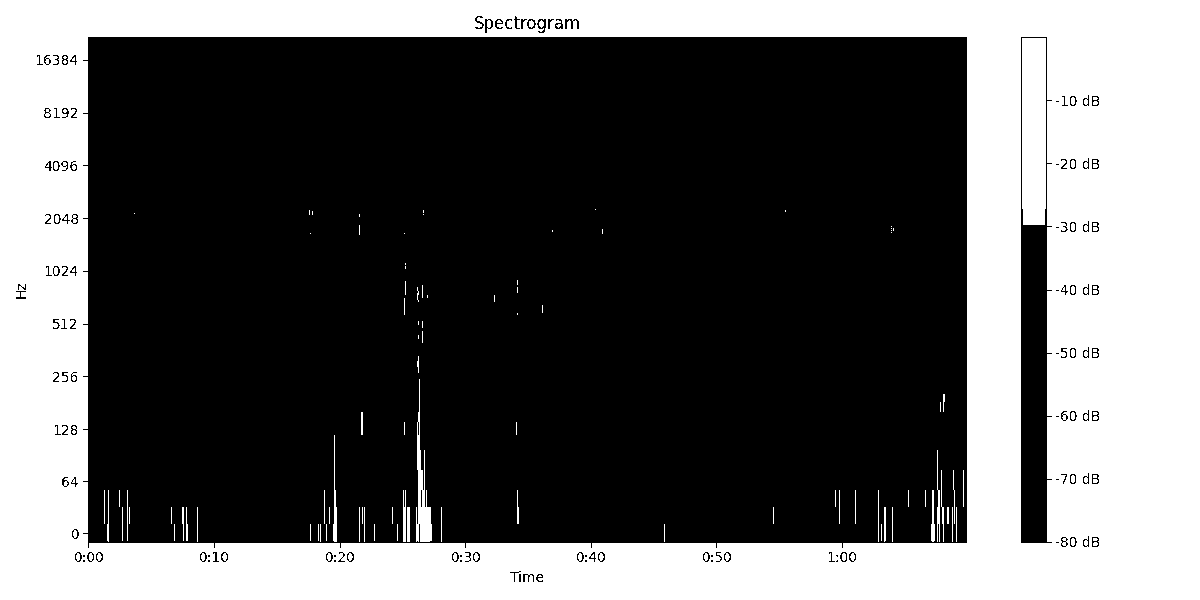 Spectrogram
16384
8192
4096
2048
1024
512
256
128
64
0
Hz
0:00 0:10 0:20 0:30 0:40 0:50 1:00
Time
-10 dB
-20 dB
-30 dB
-40 dB
-50 dB
-60 dB
-70 dB
-80 dB